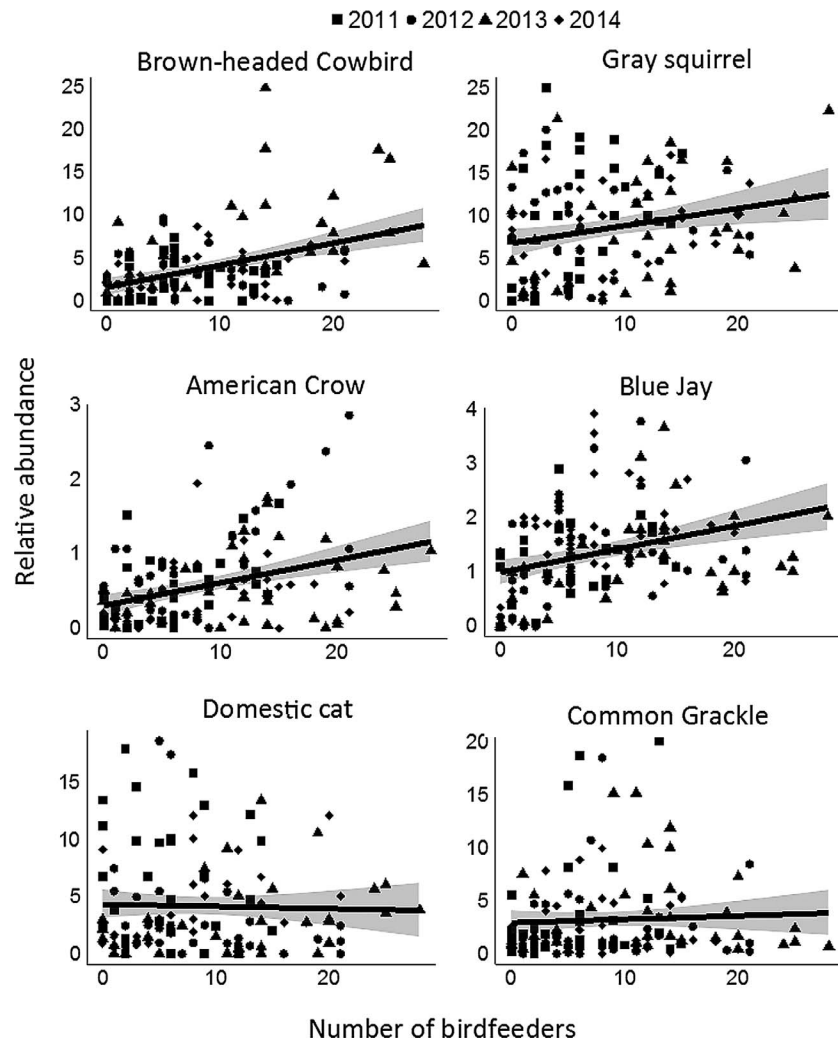 ■ 2011 ● 2012 ▲ 2013 ◆ 2014
Brown-headed Cowbird
25
20
15
10
5
0
0 10 20
Gray squirrel
25
20
15
10
5
0
0 10 20
American Crow
3
2
1
0
0 10 20
Blue Jay
4
3
2
1
0
0 10 20
Domestic cat
15
10
5
0
0 10 20
Common Grackle
20
15
10
5
0
0 10 20
Relative abundance
Number of birdfeeders